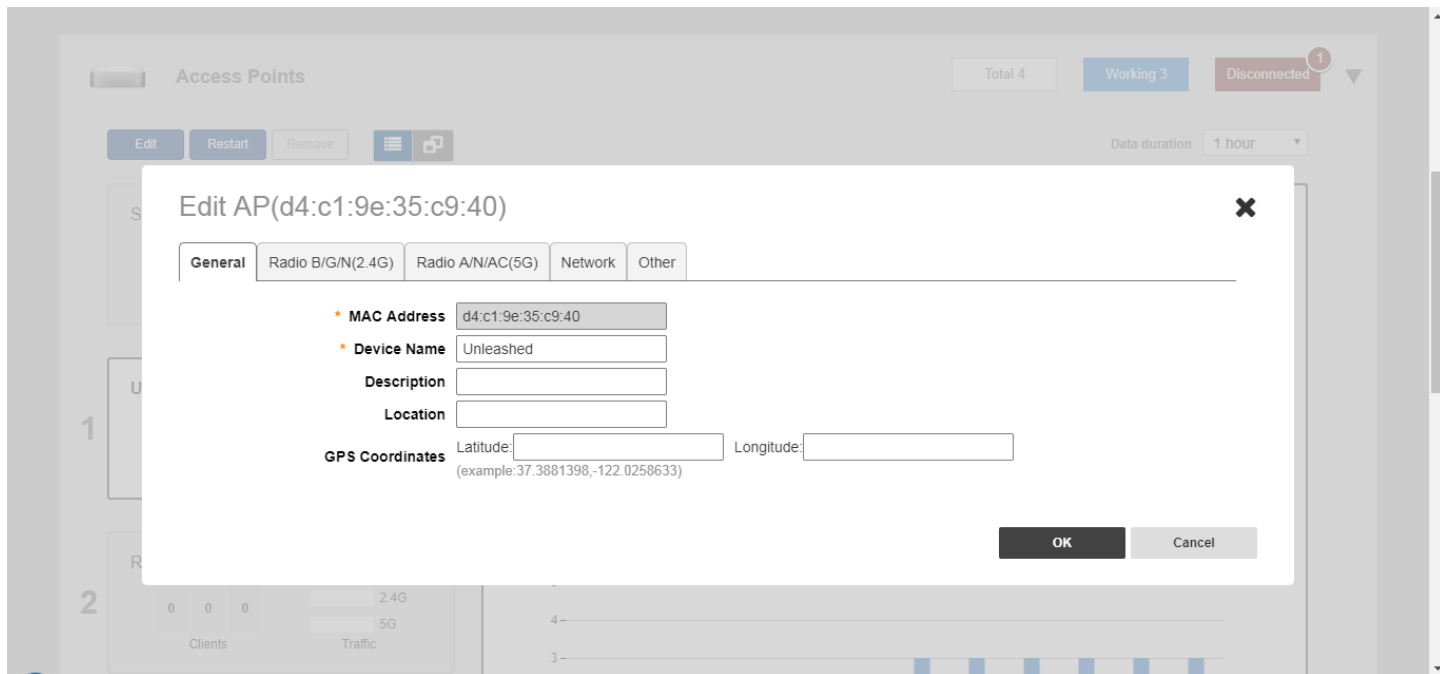 Access Points
Total 4
Working 3
Disconnected
1
Edit
Restart
Remove
Data duration
1 hour
S
Edit AP(d4:c1:9e:35:c9:40)
General
Radio B/G/N(2.4G)
Radio A/N/AC(5G)
Network
Other
* MAC Address
d4:c1:9e:35:c9:40
* Device Name
Unleashed
Description
U
Location
1
GPS Coordinates
Latitude:
Longitude:
(example:37.3881398,-122.0258633)
OK
Cancel
R
2
0 0 0
Clients
2.4G
5G
Traffic
4
3